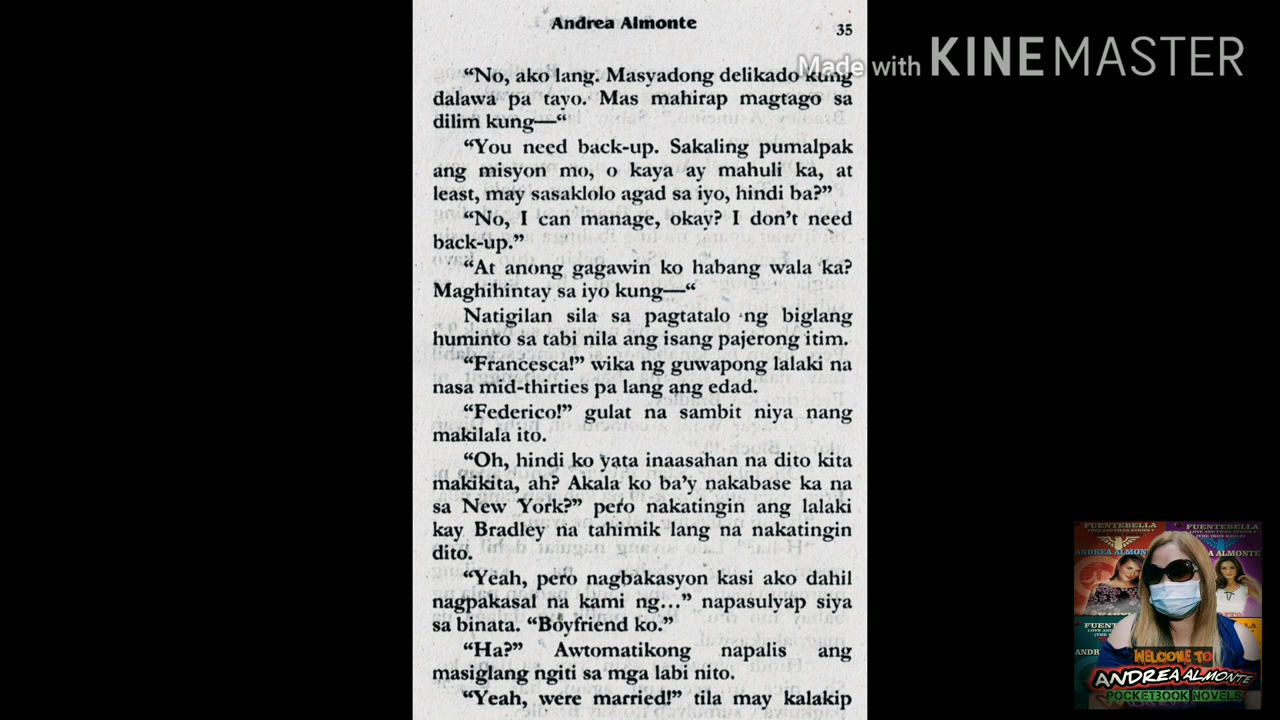 Andrea Almonte
35
Made with KINEMASTER
“No, ako lang. Masyadong delikado kung
dalawa pa tayo. Mas mahirap magtago sa
dilim kung—“
“You need back-up. Sakaling pumalpak
ang misyon mo, o kaya ay mahuli ka, at
least, may sasaklolo agad sa iyo, hindi ba?”
“No, I can manage, okay? I don’t need
back-up.”
“At anong gagawin ko habang wala ka?
Maghihintay sa iyo kung—“
Natigilan sila sa pagtatalo ng biglang
huminto sa tabi nila ang isang pajerong itim.
“Francesca!” wika ng guwapong lalaki na
nasa mid-thirties pa lang ang edad.
“Federico!” gulat na sambit niya nang
makilala ito.
“Oh, hindi ko yata inaasahan na dito kita
makikita, ah? Akala ko ba’y nakabase ka na
sa New York?” pero nakatingin ang lalaki
kay Bradley na tahimik lang na nakatingin
dito.
“Yeah, pero nagbakasyon kasi ako dahil
nagpakasal na kami ng...” napasulyap siya
sa binata. “Boyfriend ko.”
“Ha?” Awtomatikong napalis ang
masiglang ngiti sa mga labi nito.
“Yeah, were married!” tila may kalakip
FUENTEBELLA
FUENTEBELLA
ANDREA ALMON
ALMONTE
WELCOME TO
ANDREA ALMONTE
POCKETBOOK NOVELS